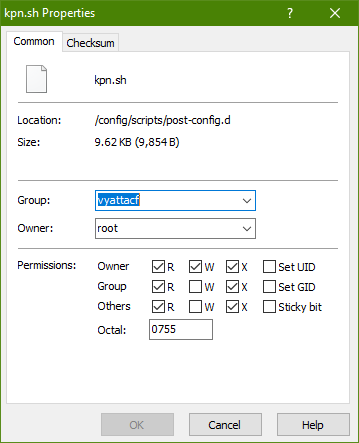 kpn.sh Properties
?
Common
Checksum
kpn.sh
Location: /config/scripts/post-config.d
Size: 9.62 KB (9,854 B)
Group: vyattacf
Owner: root
Permissions: Owner R W X Set UID
Group R W X Set GID
Others R W X Sticky bit
Octal: 0755
OK Cancel Help